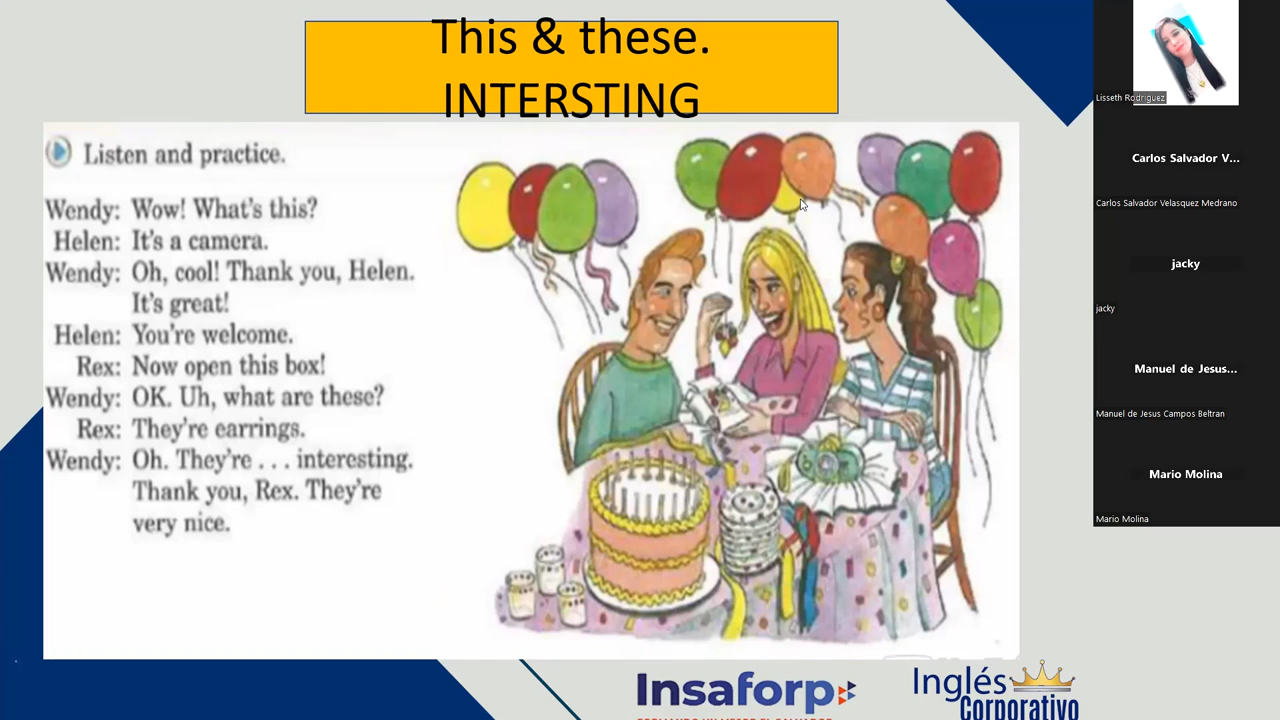 This & these.
INTERSTING
Listen and practice.
Wendy: Wow! What's this?
Helen: It's a camera.
Wendy: Oh, cool! Thank you, Helen.
It's great!
Helen: You're welcome.
Rex: Now open this box!
Wendy: OK. Uh, what are these?
Rex: They're earrings.
Wendy: Oh. They're . . . interesting.
Thank you, Rex. They're
very nice.
Insaforp
Inglés
Corporativo
Lisseth Rodriguez
Carlos Salvador V...
Carlos Salvador Velasquez Medrano
jacky
jacky
Manuel de Jesus...
Manuel de Jesus Campos Beltran
Mario Molina
Mario Molina